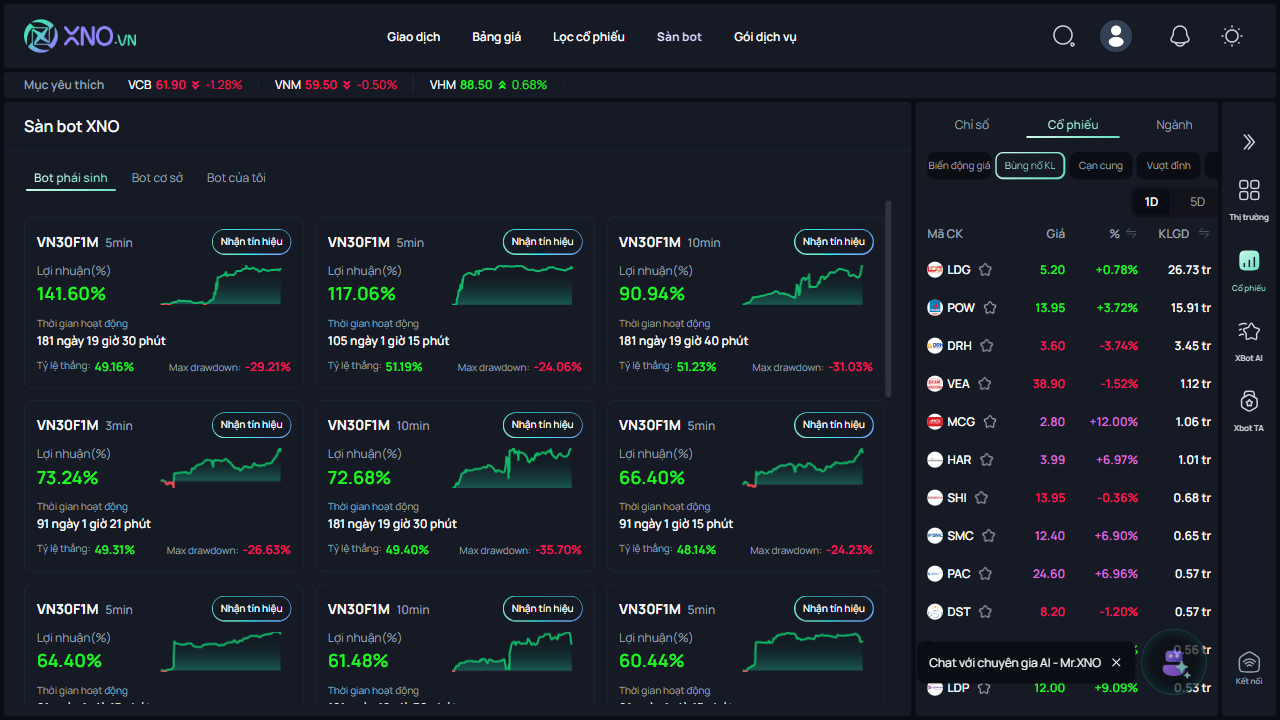 XNO.VN
Giao dịch Bảng giá Lọc cổ phiếu Sàn bot Gói dịch vụ
Mục yêu thích VCB 61.90 -1.28% VNM 59.50 -0.50% VHM 88.50 0.68%
Sàn bot XNO
Bot phái sinh Bot cơ sở Bot của tôi
VN30F1M 5min Nhận tín hiệu
Lợi nhuận(%)
141.60%
Thời gian hoạt động
181 ngày 19 giờ 30 phút
Tỷ lệ thắng: 49.16% Max drawdown: -29.21%
VN30F1M 5min Nhận tín hiệu
Lợi nhuận(%)
117.06%
Thời gian hoạt động
105 ngày 1 giờ 15 phút
Tỷ lệ thắng: 51.19% Max drawdown: -24.06%
VN30F1M 10min Nhận tín hiệu
Lợi nhuận(%)
90.94%
Thời gian hoạt động
181 ngày 19 giờ 40 phút
Tỷ lệ thắng: 51.23% Max drawdown: -31.03%
VN30F1M 3min Nhận tín hiệu
Lợi nhuận(%)
73.24%
Thời gian hoạt động
91 ngày 1 giờ 21 phút
Tỷ lệ thắng: 49.31% Max drawdown: -26.63%
VN30F1M 10min Nhận tín hiệu
Lợi nhuận(%)
72.68%
Thời gian hoạt động
181 ngày 19 giờ 30 phút
Tỷ lệ thắng: 49.40% Max drawdown: -35.70%
VN30F1M 5min Nhận tín hiệu
Lợi nhuận(%)
66.40%
Thời gian hoạt động
91 ngày 1 giờ 15 phút
Tỷ lệ thắng: 48.14% Max drawdown: -24.23%
VN30F1M 5min Nhận tín hiệu
Lợi nhuận(%)
64.40%
Thời gian hoạt động
VN30F1M 10min Nhận tín hiệu
Lợi nhuận(%)
61.48%
Thời gian hoạt động
VN30F1M 5min Nhận tín hiệu
Lợi nhuận(%)
60.44%
Thời gian hoạt động
Chỉ số Cổ phiếu Ngành
Biến động giá Bùng nổ KL Cạn cung Vượt đỉnh
1D 5D
Mã CK Giá % KLGD
LDG 5.20 +0.78% 26.73 tr
POW 13.95 +3.72% 15.91 tr
DRH 3.60 -3.74% 3.45 tr
VEA 38.90 -1.52% 1.12 tr
MCG 2.80 +12.00% 1.06 tr
HAR 3.99 +6.97% 1.01 tr
SHI 13.95 -0.36% 0.68 tr
SMC 12.40 +6.90% 0.65 tr
PAC 24.60 +6.96% 0.57 tr
DST 8.20 -1.20% 0.57 tr
0.56 tr
Chat với chuyên gia AI - Mr.XNO
LDP 12.00 +9.09% 0.53 tr
Thị trường
Cổ phiếu
XBot AI
Xbot TA
Kết nối